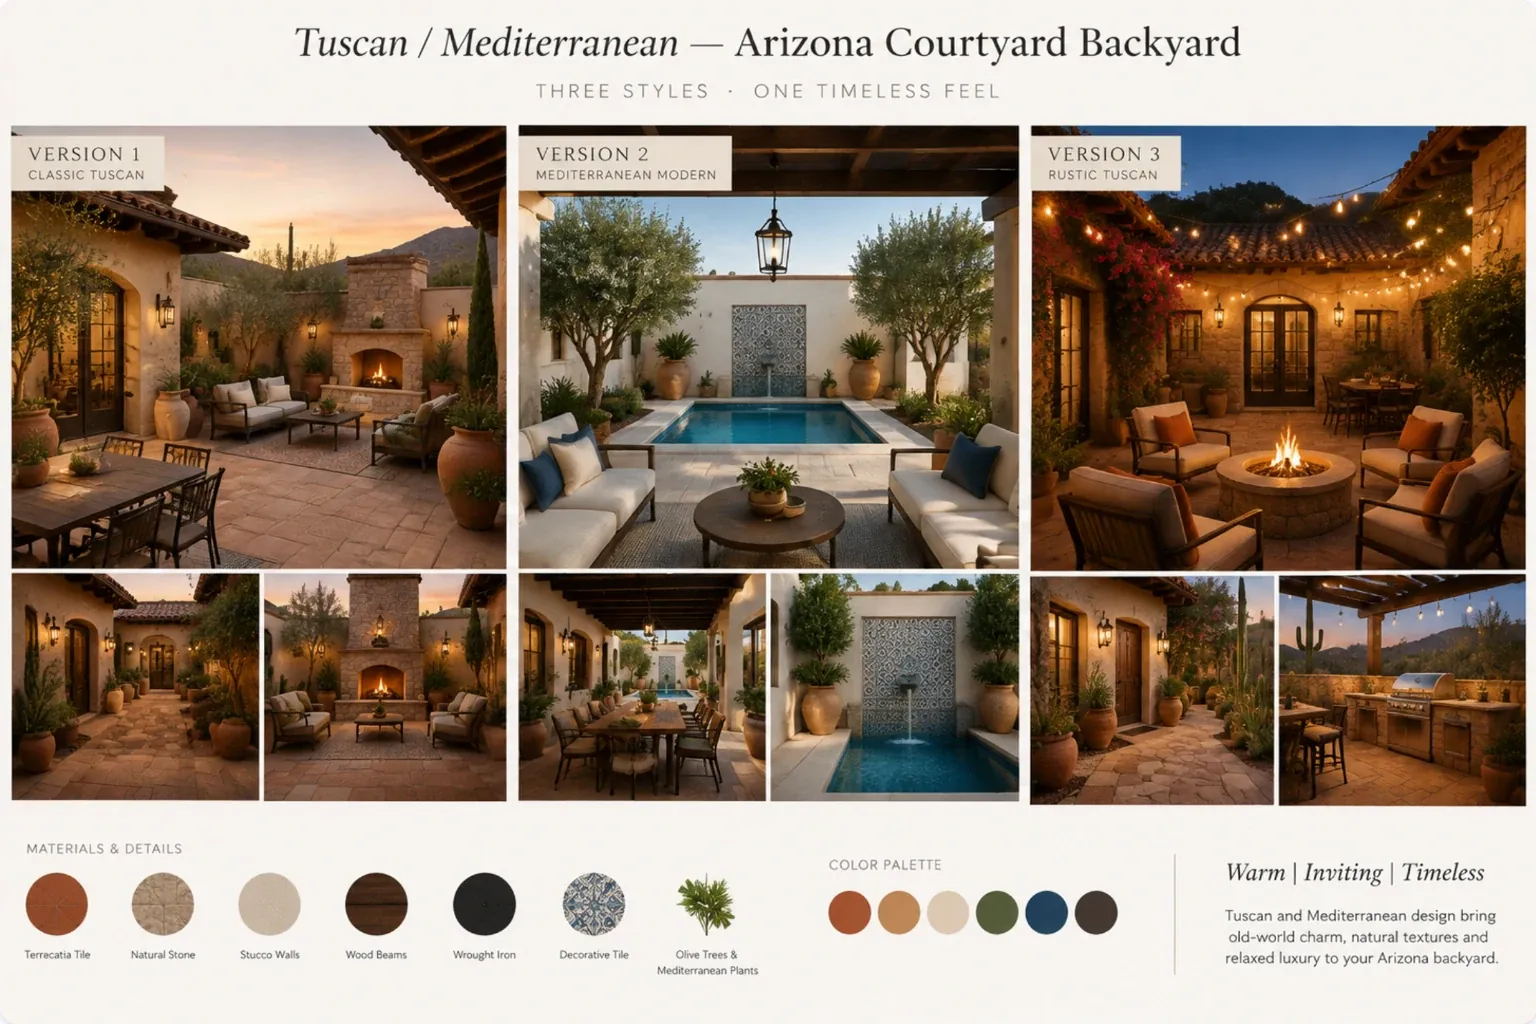 Tuscan / Mediterranean — Arizona Courtyard Backyard
THREE STYLES · ONE TIMELESS FEEL
VERSION 1
CLASSIC TUSCAN
VERSION 2
MEDITERRANEAN MODERN
VERSION 3
RUSTIC TUSCAN
MATERIALS & DETAILS
Terrecatia Tile
Natural Stone
Stucco Walls
Wood Beams
Wrought Iron
Decorative Tile
Olive Trees &
Mediterranean Plants
COLOR PALETTE
Warm | Inviting | Timeless
Tuscan and Mediterranean design bring
old-world charm, natural textures and
relaxed luxury to your Arizona backyard.